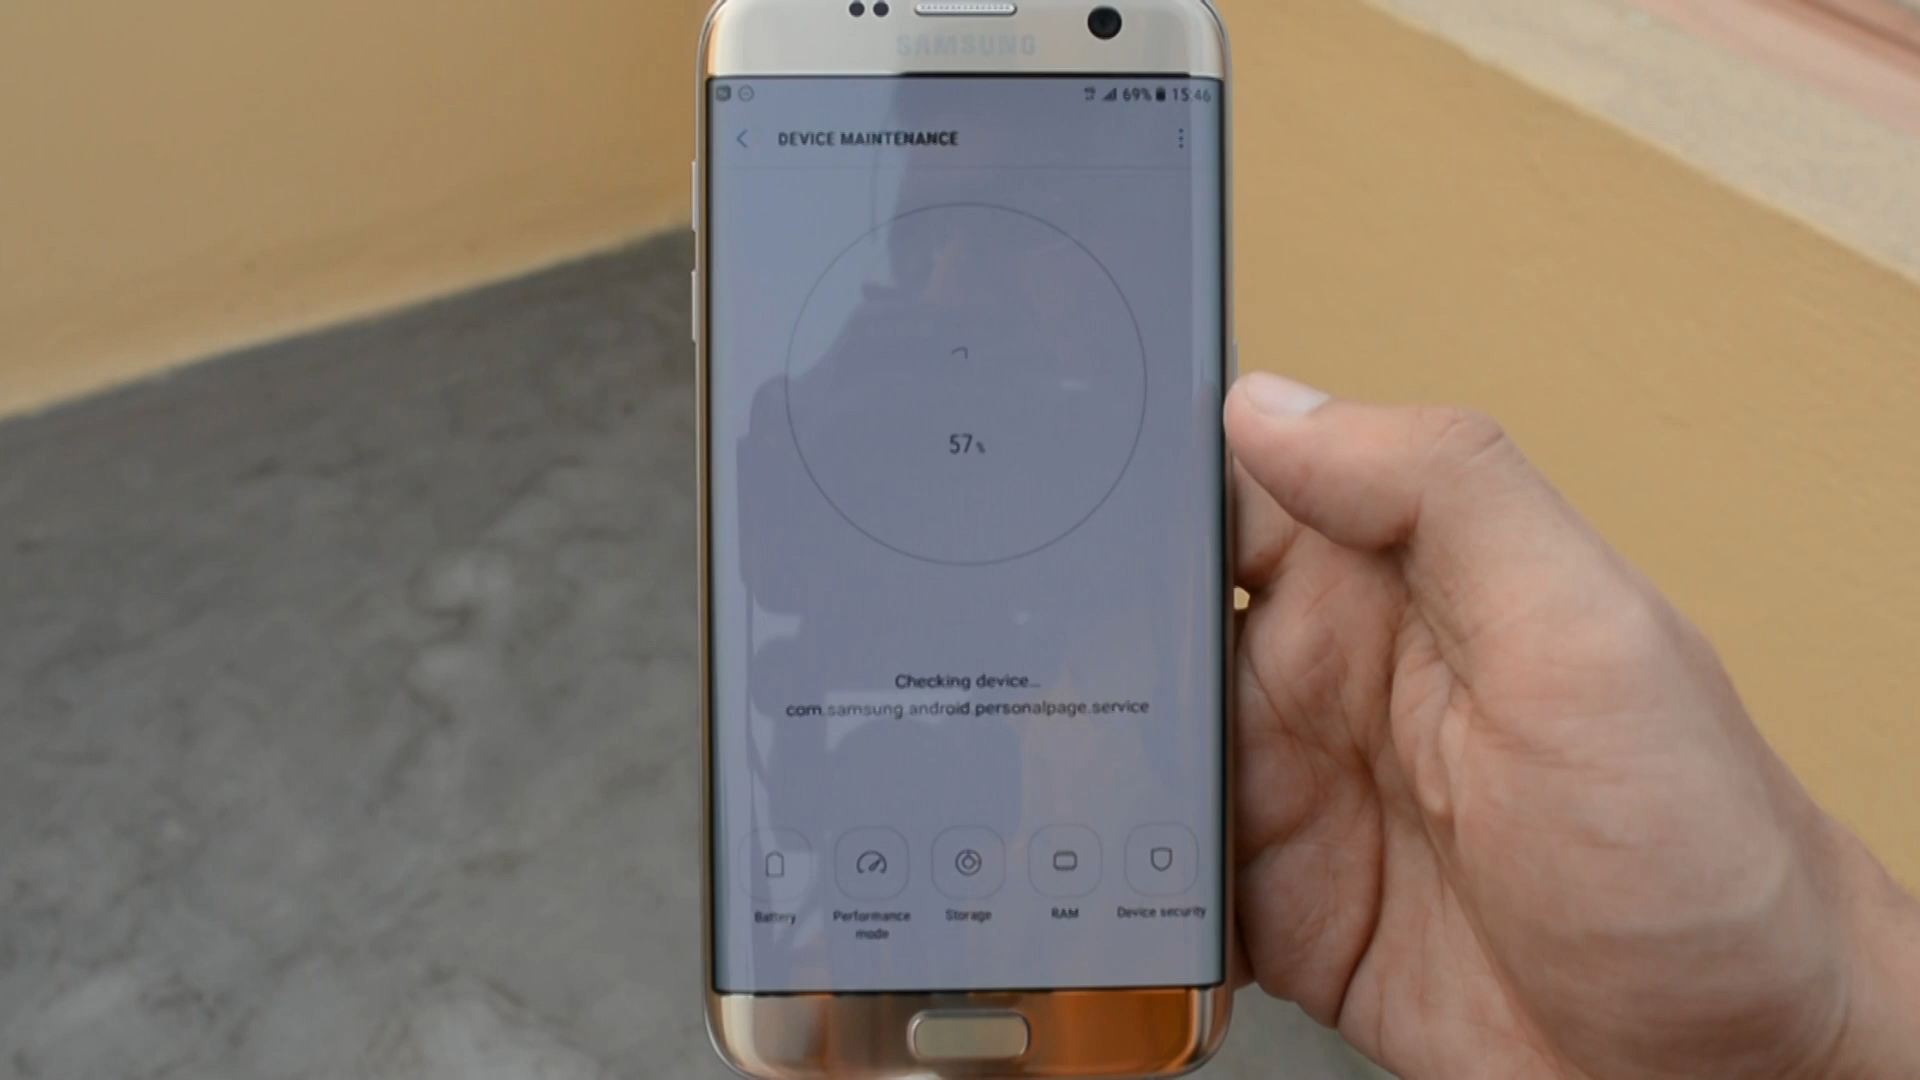 SAMSUNG
69% 15:46
DEVICE MAINTENANCE
57%
Checking device...
com.samsung.android.personalpage.service
Battery
Performance
mode
Storage
RAM
Device security